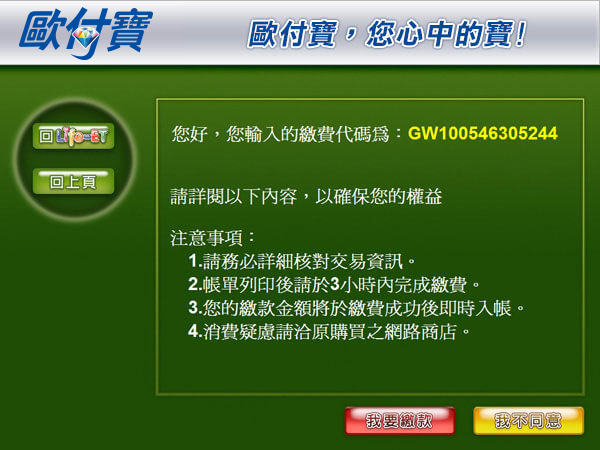 歐付寶
歐付寶，您心中的寶!
回Life-ET
回上頁
您好，您輸入的繳費代碼為：GW100546305244
請詳閱以下內容，以確保您的權益
注意事項：
1.請務必詳細核對交易資訊。
2.帳單列印後請於3小時內完成繳費。
3.您的繳款金額將於繳費成功後即時入帳。
4.消費疑慮請洽原購買之網路商店。
我要繳款
我不同意